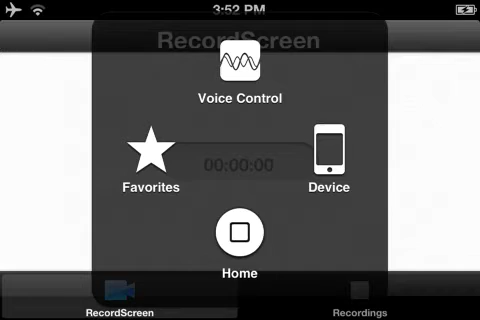 3:52 PM
RecordScreen
Voice Control
00:00:00
Favorites
Device
Home
RecordScreen
Recordings